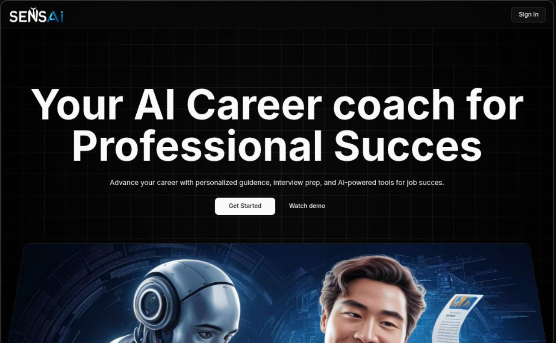 SENSAi
Sign In
Your AI Career coach for
Professional Succes
Advance your career with personalized guidence, interview prep, and AI-powered tools for job succes.
Get Started
Watch demo